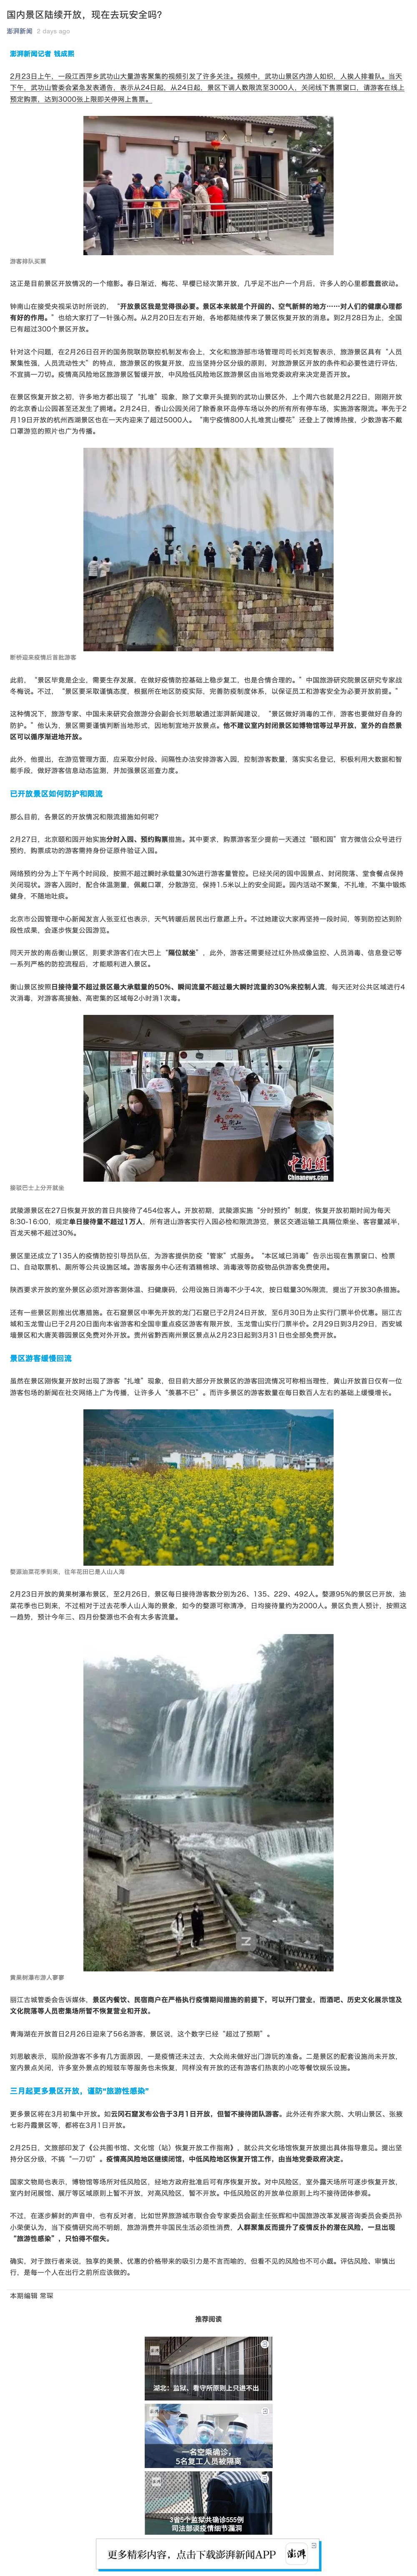 国内景区陆续开放，现在去玩安全吗?
澎湃新闻 2 days ago
澎湃新闻记者 钱成熙
2月23日上午，一段江西萍乡武功山大量游客聚集的视频引发了许多关注。视频中，武功山景区内游人如织，人挨人排着队。当天
下午，武功山管委会紧急发表通告，表示从24日起，从24日起，景区下调人数限流至3000人，关闭线下售票窗口，请游客在线上
预定购票，达到3000张上限即关停网上售票。
游客排队买票
这正是目前景区开放情况的一个缩影。春日渐近，梅花、早樱已经次第开放，几乎足不出户一个月后，许多人的心里都蠢蠢欲动。
钟南山在接受央视采访时所说的，“开放景区我是觉得很必要。景区本来就是个开阔的、空气新鲜的地方……对人们的健康心理都
有好的作用。”也给大家打了一针强心剂。从2月20日左右开始，各地都陆续传来了景区恢复开放的消息。到2月28日为止，全国
已有超过300个景区开放。
针对这个问题，在2月26日召开的国务院联防联控机制发布会上，文化和旅游部市场管理司司长刘克智表示，旅游景区具有“人员
聚集性强，人员流动性大”的特点，旅游景区的恢复开放，应当坚持分区分级的原则，对旅游景区开放的条件和必要性进行评估，
不宜搞一刀切。疫情高风险地区旅游景区暂缓开放，中风险低风险地区旅游景区由当地党委政府来决定是否开放。
在景区恢复开放之初，许多地方都出现了“扎堆”现象，除了文章开头提到的武功山景区外，上个周六也就是2月22日，刚刚开放
的北京香山公园甚至还发生了拥堵。2月24日，香山公园关闭了除香泉环岛停车场以外的所有所有停车场，实施游客限流。率先于2
月19日开放的杭州西湖景区也在一天内迎来了超过5000人。“南宁疫情800人扎堆赏山樱花”还登上了微博热搜，少数游客不戴
口罩游览的照片也广为传播。
断桥迎来疫情后首批游客
此前，“景区毕竟是企业，需要生存发展，在做好疫情防控基础上稳步复工，也是合情合理的。”中国旅游研究院景区研究专家战
冬梅说。不过，“景区要采取谨慎态度，根据所在地区防疫实际，完善防疫制度体系，以保证员工和游客安全为必要开放前提。”
这种情况下，旅游专家、中国未来研究会旅游分会副会长刘思敏通过澎湃新闻建议，“景区做好消毒的工作，游客也要做好自身的
防护。”他认为，景区需要谨慎判断当地形式，因地制宜地开放景点。他不建议室内封闭景区如博物馆等过早开放，室外的自然景
区可以循序渐进地开放。
此外，他提出，在游览管理方面，应采取分时段、间隔性办法安排游客入园，控制游客数量，落实实名登记，积极利用大数据和智
能手段，做好游客信息动态监测，并加强景区巡查力度。
已开放景区如何防护和限流
那么目前，各景区的开放情况和限流措施如何呢?
2月27日，北京颐和园开始实施分时入园、预约购票措施。其中要求，购票游客至少提前一天通过“颐和园”官方微信公众号进行
预约，购票成功的游客需持身份证原件验证入园。
网络预约分为上下午两个时间段，按照不超过瞬时承载量30%进行游客量管控。已经关闭的园中园景点、封闭院落、堂食餐点保持
关闭现状。游客入园时，配合体温测量，佩戴口罩，分散游览，保持1.5米以上的安全间距。园内活动不聚集，不扎堆，不集中锻炼
健身，不随地吐痰。
北京市公园管理中心新闻发言人张亚红也表示，天气转暖后居民出行意愿上升。不过她建议大家再坚持一段时间，等到防控达到阶
段性成果，会逐步恢复公园游览。
同天开放的南岳衡山景区，则要求游客们在大巴上“隔位就坐”，此外，游客还需要经过红外热成像监控、人员消毒、信息登记等
一系列严格的防控流程后，才能顺利进入景区。
衡山景区按照日接待量不超过景区最大承载量的50%、瞬间流量不超过最大瞬时流量的30%来控制人流，每天还对公共区域进行4
次消毒，对游客高接触、高密集的区域每2小时消1次毒。
中新网
Chinanews.com
接驳巴士上分开就坐
武陵源景区在27日恢复开放的首日共接待了454位客人。开放初期，武陵源实施“分时预约”制度，恢复开放初期时间为每天
8:30-16:00，规定单日接待量不超过1万人，所有进山游客实行入园必检和限流游览，景区交通运输工具隔位乘坐、客容量减半，
百龙天梯不超过30%。
景区里还成立了135人的疫情防控引导员队伍，为游客提供防疫“管家”式服务。“本区域已消毒”告示出现在售票窗口、检票
口、自动取票机、厕所等公共设施区域。游客服务中心还有酒精棉球、消毒液等防疫物品供游客免费使用。
陕西要求开放的室外景区必须对游客测体温、扫健康码，公用设施日消毒不少于4次，按日载量30%限流，提出了开放30条措施。
还有一些景区则推出优惠措施。在石窟景区中率先开放的龙门石窟已于2月24日开放，至6月30日为止实行门票半价优惠。丽江古
城和玉龙雪山已于2月20日面向本省游客和全国非重点疫区游客有限开放，玉龙雪山实行门票半价。2月29日到3月29日，西安城
墙景区和大唐芙蓉园景区免费对外开放。贵州省黔西南州景区景点从2月23日起到3月31日也全部免费开放。
景区游客缓慢回流
虽然在景区刚恢复开放时出现了游客“扎堆”现象，但目前大部分开放景区的游客回流情况可称相当理性，黄山开放首日仅有一位
游客包场的新闻在社交网络上广为传播，让许多人“羡慕不已”。而许多景区的游客数量在每日数百人左右的基础上缓慢增长。
婺源油菜花季到来，往年花田已是人山人海
2月23日开放的黄果树瀑布景区，至2月26日，景区每日接待游客数分别为26、135、229、492人。婺源95%的景区已开放，油
菜花季也已到来，不过相对于过去花季人山人海的景象，如今的婺源可称清净，日均接待量约为2000人。景区负责人预计，按照这
一趋势，预计今年三、四月份婺源也不会有太多客流量。
黄果树瀑布游人寥寥
丽江古城管委会告诉媒体，景区内餐饮、民宿商户在严格执行疫情期间措施的前提下，可以开门营业，而酒吧、历史文化展示馆及
文化院落等人员密集场所暂不恢复营业和开放。
青海湖在开放首日2月26日迎来了56名游客，景区说，这个数字已经“超过了预期”。
刘思敏表示，现阶段游客不多有几方面原因，一是疫情还未过去，大众尚未做好出门游玩的准备。二是景区的配套设施尚未开放，
室内景点关闭，许多室外景点的短驳车等服务也未恢复，同样没有开放的还有游客们热衷的小吃等餐饮娱乐设施。
三月起更多景区开放，谨防“旅游性感染”
更多景区将在3月初集中开放。如云冈石窟发布公告于3月1日开放，但暂不接待团队游客。此外还有乔家大院、大明山景区、张掖
七彩丹霞景区等，都将在3月1日开放。
2月25日，文旅部印发了《公共图书馆、文化馆（站）恢复开放工作指南》，就公共文化场馆恢复开放提出具体指导意见。提出坚
持分区分级，不搞“一刀切”。疫情高风险地区继续闭馆，中低风险地区恢复开馆工作，由当地党委政府决定。
国家文物局也表示，博物馆等场所对低风险区，经地方政府批准后可有序恢复开放。对中风险区，室外露天场所可逐步恢复开放，
室内封闭展馆、展厅等区域原则上暂不开放，对高风险区，暂不开放。中低风险区的开放单位原则上均不接待团体参观。
不过，在逐步解封的声音中，也有反对者，比如世界旅游城市联合会专家委员会副主任张辉和中国旅游改革发展咨询委员会委员孙
小荣便认为，当下疫情研究尚不明朗，旅游消费并非国民生活必须性消费，人群聚集反而提升了疫情反扑的潜在风险，一旦出现
“旅游性感染”，只怕得不偿失。
确实，对于旅行者来说，独享的美景、优惠的价格带来的吸引力是不言而喻的，但看不见的风险也不可小觑。评估风险、审慎出
行，是每一个人在出行之前所应该做的。
本期编辑 常琛
推荐阅读
湖北：监狱、看守所原则上只进不出
一名空乘确诊，
5名复工人员被隔离
3省5个监狱共确诊555例
司法部谈疫情细节漏洞
更多精彩内容，点击下载澎湃新闻APP
澎湃